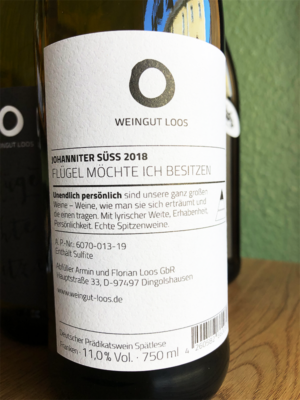 WEINGUT LOOS
JOHANNITER SÜSS 2018
FLÜGEL MÖCHTE ICH BESITZEN
Unendlich persönlich sind unsere ganz großen
Weine – Weine, wie man sie sich erträumt und
die einen tragen. Mit lyrischer Weite, Erhabenheit,
Persönlichkeit. Echte Spitzenweine.
A. P.-Nr. 6070-013-19
Enthält Sulfite
Abfüller Armin und Florian Loos GbR
Hauptstraße 33, D-97497 Dingolshausen
www.weingut-loos.de
Deutscher Prädikatswein Spätlese
Franken · 11,0% Vol. · 750 ml
WEINGUT LOOS